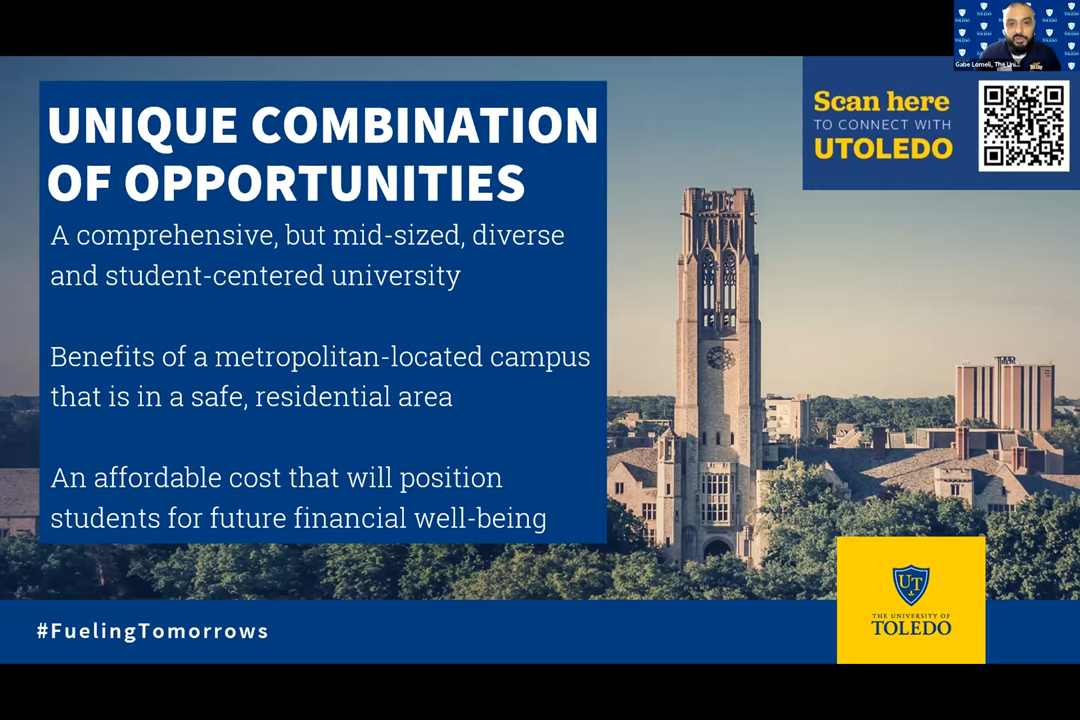 Gabe Lomeli, The Uni...
UNIQUE COMBINATION
OF OPPORTUNITIES
A comprehensive, but mid-sized, diverse
and student-centered university
Benefits of a metropolitan-located campus
that is in a safe, residential area
An affordable cost that will position
students for future financial well-being
Scan here
TO CONNECT WITH
UTOLEDO
#FuelingTomorrows
UT
THE UNIVERSITY OF
TOLEDO